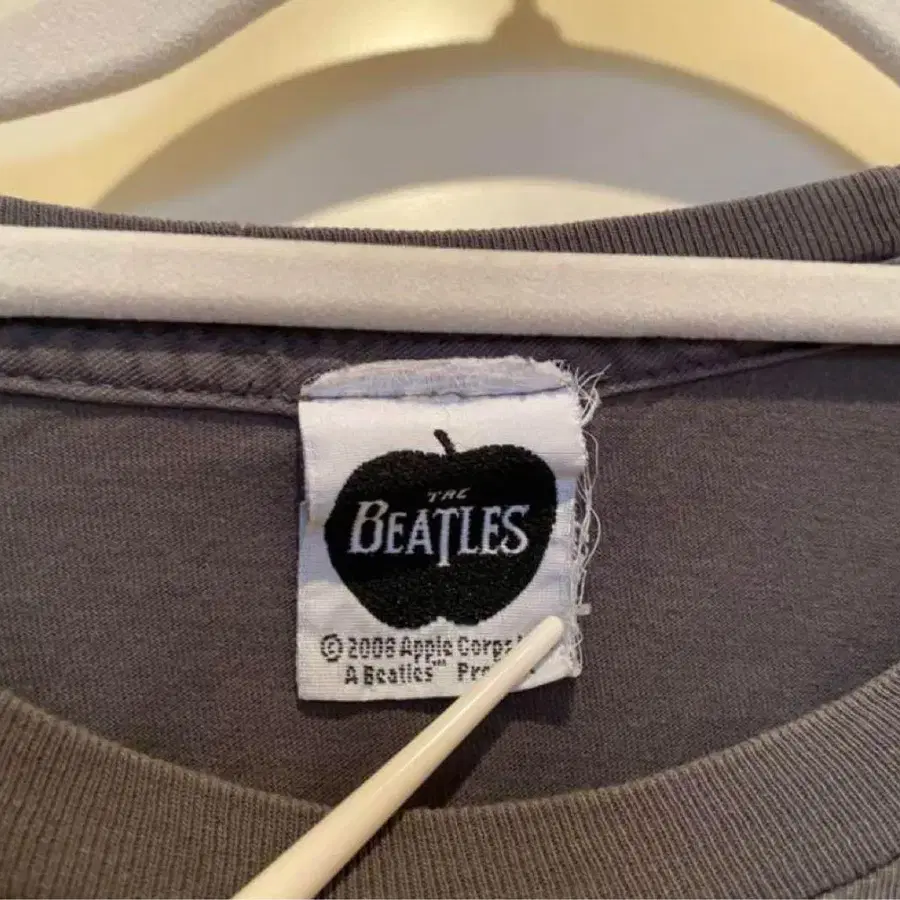 THE
BEATLES
© 2008 Apple Corps
A Beatles™